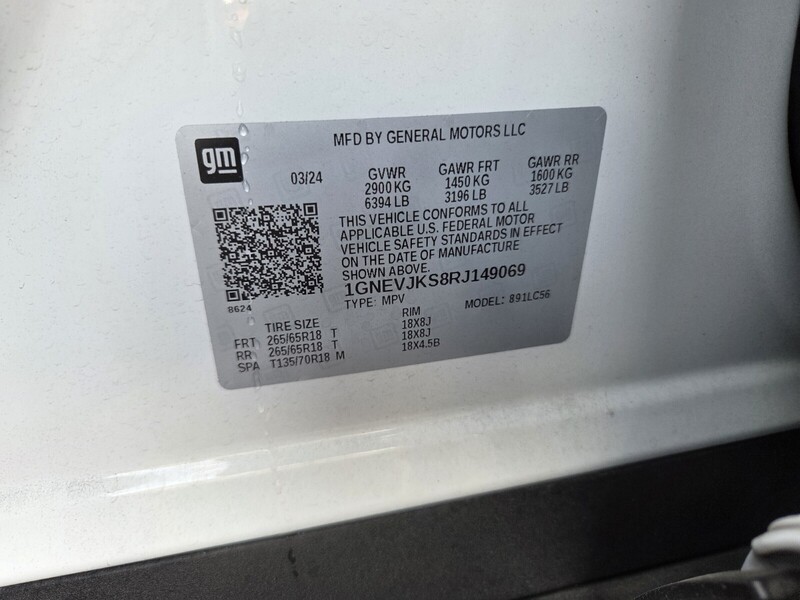 gm
MFD BY GENERAL MOTORS LLC
03/24 GVWR GAWR FRT GAWR RR
2900 KG 1450 KG 1600 KG
6394 LB 3196 LB 3527 LB
THIS VEHICLE CONFORMS TO ALL
APPLICABLE U.S. FEDERAL MOTOR
VEHICLE SAFETY STANDARDS IN EFFECT
ON THE DATE OF MANUFACTURE
SHOWN ABOVE.
1GNEVJKS8RJ149069
8624
TYPE: MPV MODEL: 891LC56
TIRE SIZE RIM
FRT 265/65R18 T 18X8J
RR 265/65R18 T 18X8J
SPA T135/70R18 M 18X4.5B